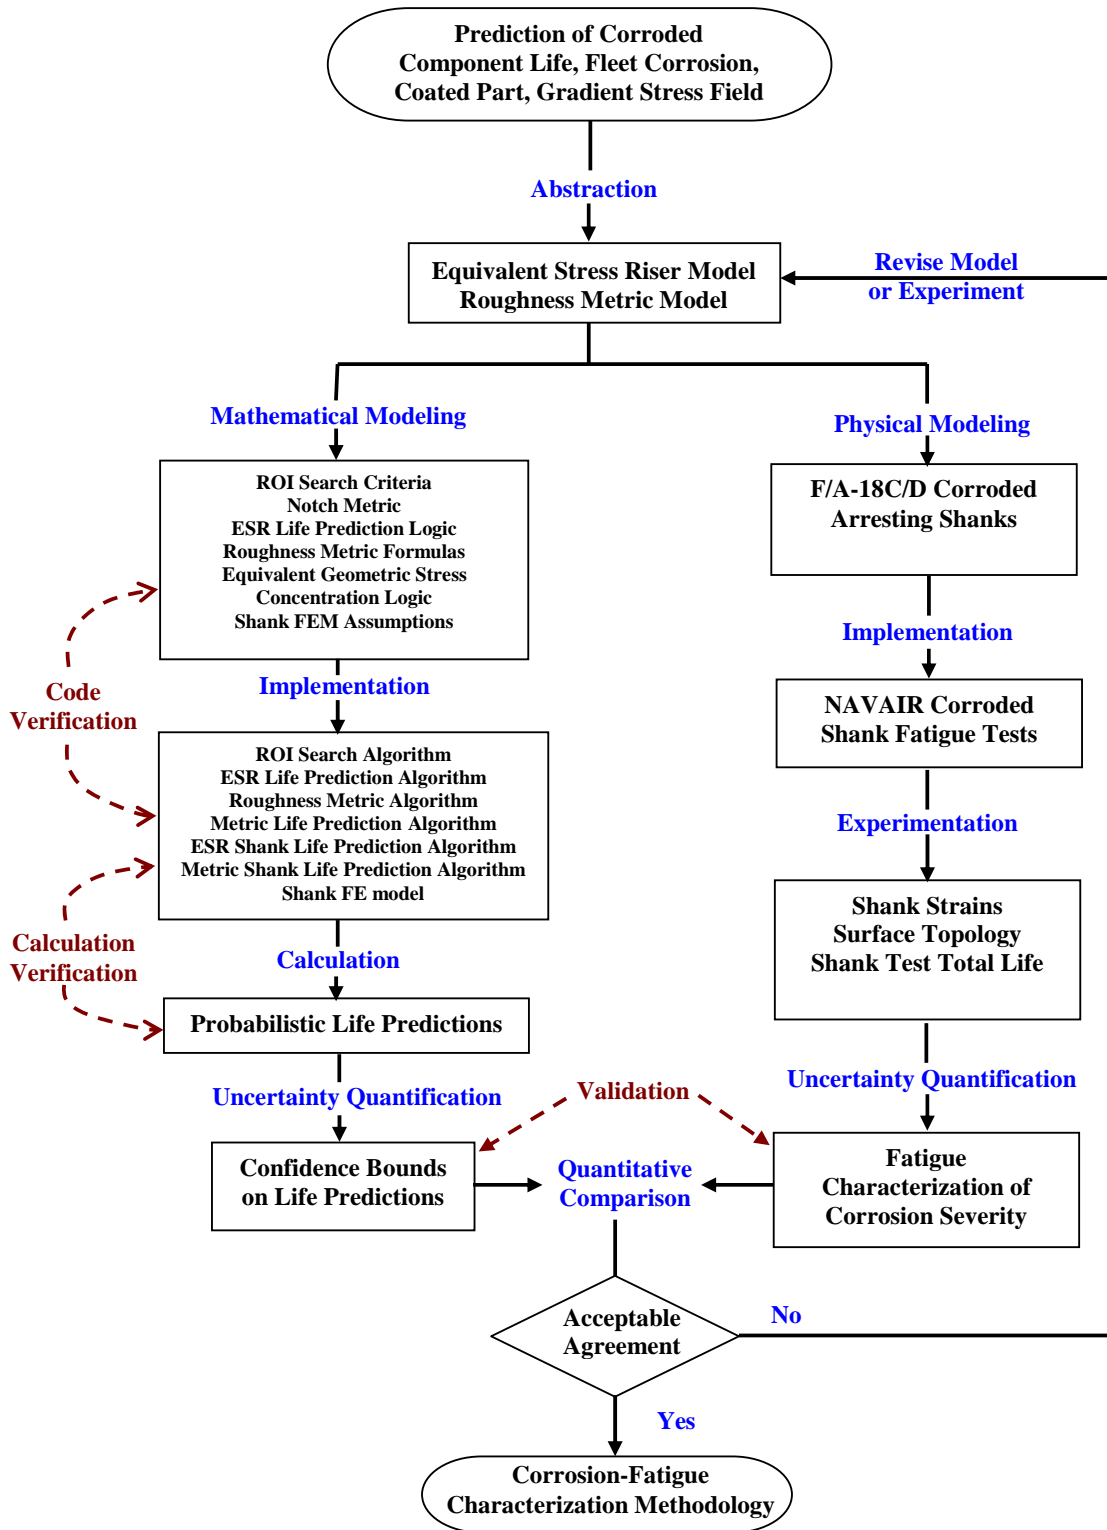 Prediction of Corroded
Component Life, Fleet Corrosion,
Coated Part, Gradient Stress Field
Abstraction
Equivalent Stress Riser Model
Roughness Metric Model
Revise Model
or Experiment
Mathematical Modeling
Physical Modeling
ROI Search Criteria
Notch Metric
ESR Life Prediction Logic
Roughness Metric Formulas
Equivalent Geometric Stress
Concentration Logic
Shank FEM Assumptions
F/A-18C/D Corroded
Arresting Shanks
Implementation
Implementation
Code
Verification
NAVAIR Corroded
Shank Fatigue Tests
ROI Search Algorithm
ESR Life Prediction Algorithm
Roughness Metric Algorithm
Metric Life Prediction Algorithm
ESR Shank Life Prediction Algorithm
Metric Shank Life Prediction Algorithm
Shank FE model
Experimentation
Shank Strains
Surface Topology
Shank Test Total Life
Calculation
Verification
Calculation
Probabilistic Life Predictions
Uncertainty Quantification
Validation
Uncertainty Quantification
Confidence Bounds
on Life Predictions
Quantitative
Comparison
Fatigue
Characterization of
Corrosion Severity
Acceptable
Agreement
No
Yes
Corrosion-Fatigue
Characterization Methodology